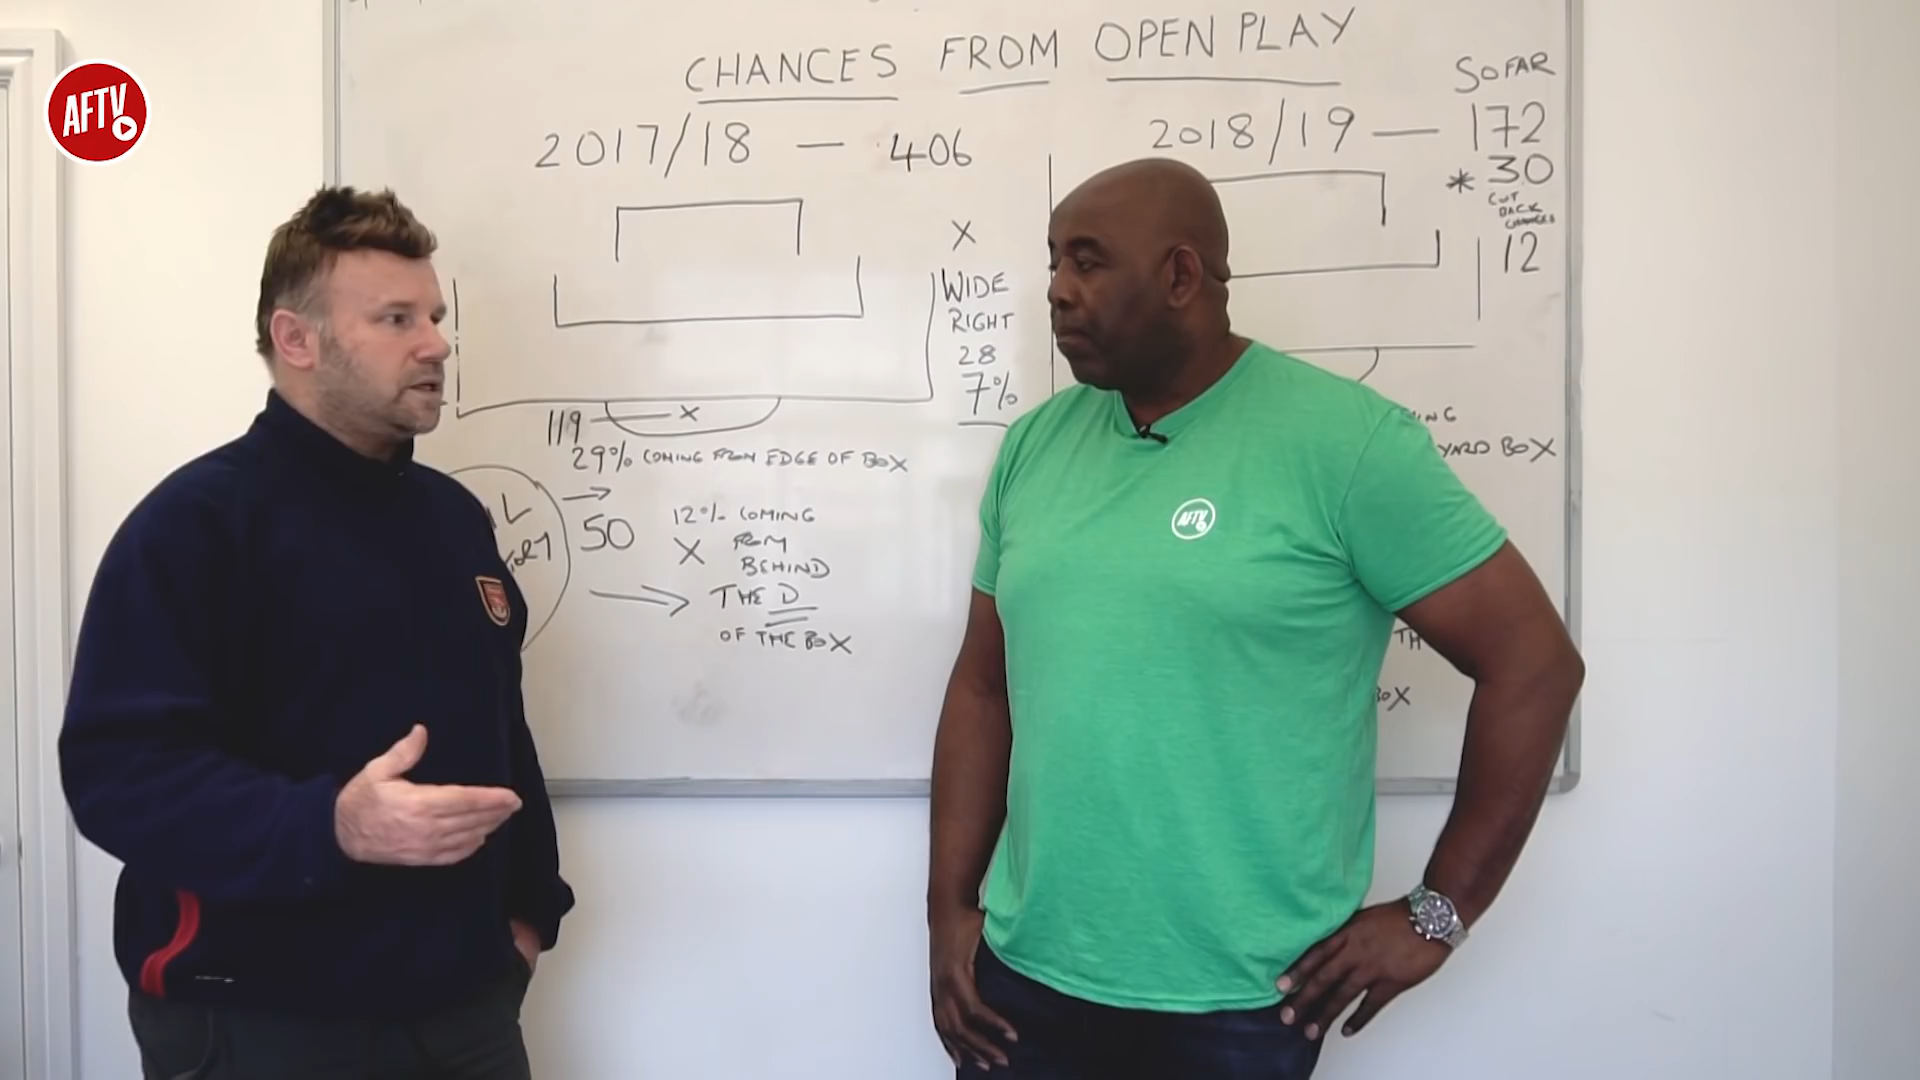 AFTV
CHANCES FROM OPEN PLAY
SO FAR
2017/18 — 406
2018/19 — 172
* 30
CUT
BACK
CHANCES
12
X
WIDE
RIGHT
28
7%
119 X
29% COMING FROM EDGE OF BOX
YARD BOX
50
12% COMING
X FROM
BEHIND
THE D
OF THE BOX
TH
BOX
AFTV